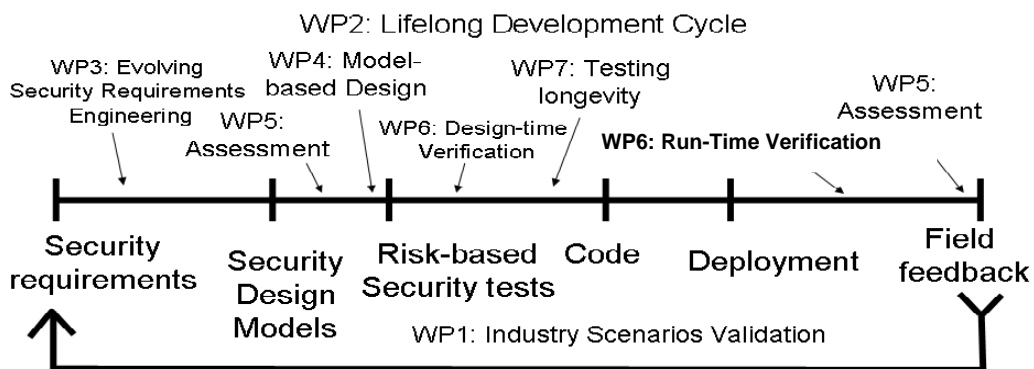 WP2: Lifelong Development Cycle
WP3: Evolving
Security Requirements
Engineering
WP5:
Assessment
WP4: Model-
based Design
WP6: Design-time
Verification
WP7: Testing
longevity
WP6: Run-Time Verification
WP5:
Assessment
Security
requirements
Security
Design
Models
Risk-based
Security tests
Code
Deployment
Field
feedback
WP1: Industry Scenarios Validation